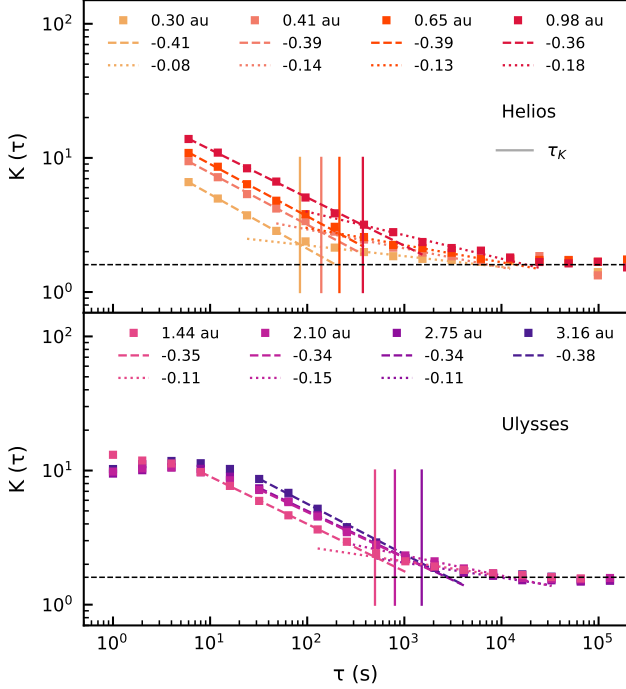 10²
10¹
10⁰
K (τ)
0.30 au 0.41 au 0.65 au 0.98 au
-0.41 -0.39 -0.39 -0.36
-0.08 -0.14 -0.13 -0.18
Helios
τ_K
10²
10¹
10⁰
K (τ)
1.44 au 2.10 au 2.75 au 3.16 au
-0.35 -0.34 -0.34 -0.38
-0.11 -0.15 -0.11
Ulysses
10⁰ 10¹ 10² 10³ 10⁴ 10⁵
τ (s)